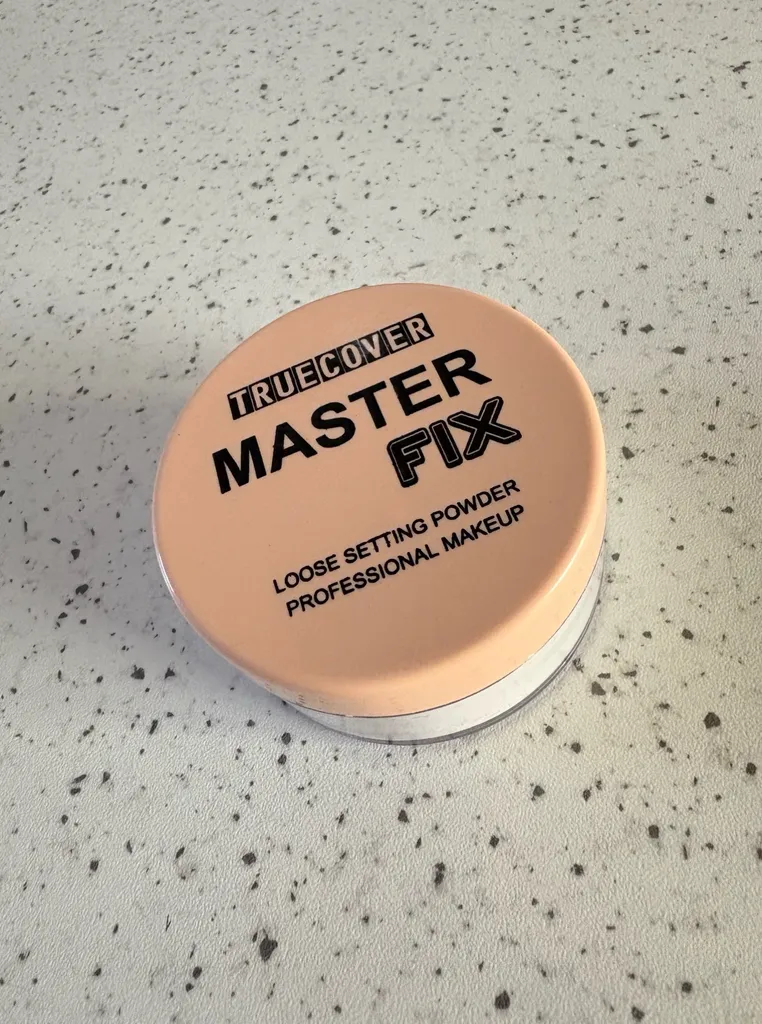 TRUECOVER
MASTER
FIX
LOOSE SETTING POWDER
PROFESSIONAL MAKEUP